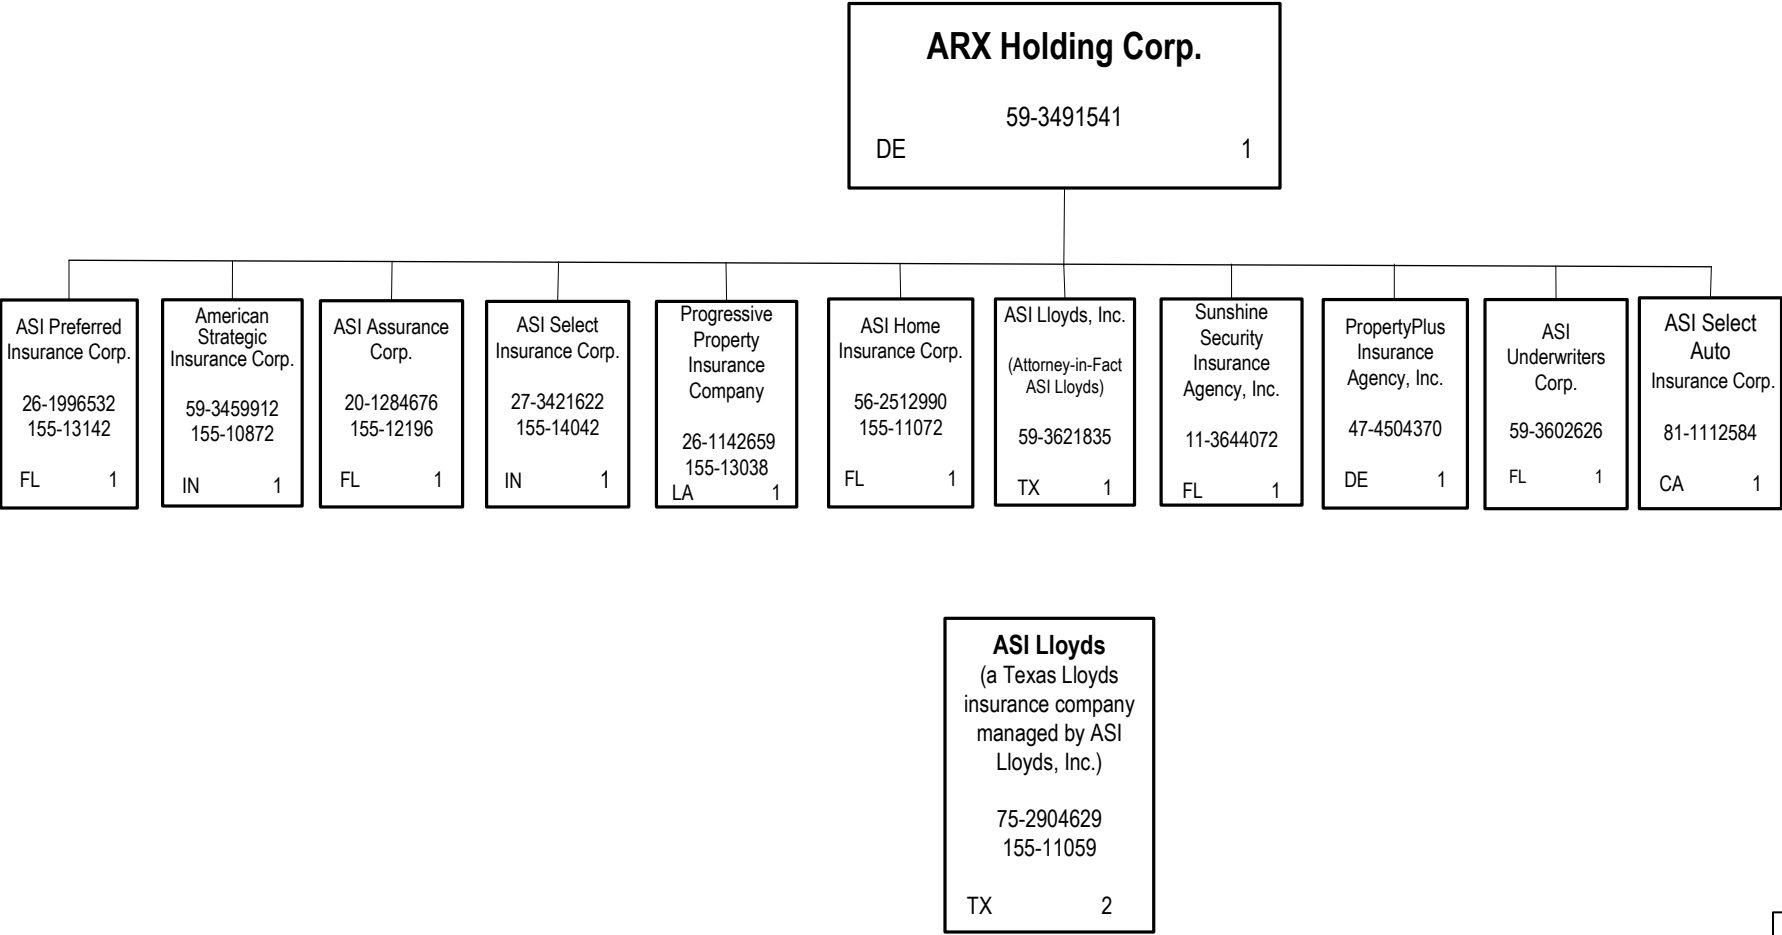 ARX Holding Corp.
59-3491541
DE 1
ASI Preferred
Insurance Corp.
26-1996532
155-13142
FL 1
American
Strategic
Insurance Corp.
59-3459912
155-10872
IN 1
ASI Assurance
Corp.
20-1284676
155-12196
FL 1
ASI Select
Insurance Corp.
27-3421622
155-14042
IN 1
Progressive
Property
Insurance
Company
26-1142659
155-13038
LA 1
ASI Home
Insurance Corp.
56-2512990
155-11072
FL 1
ASI Lloyds, Inc.
(Attorney-in-Fact
ASI Lloyds)
59-3621835
TX 1
Sunshine
Security
Insurance
Agency, Inc.
11-3644072
FL 1
PropertyPlus
Insurance
Agency, Inc.
47-4504370
DE 1
ASI
Underwriters
Corp.
59-3602626
FL 1
ASI Select
Auto
Insurance Corp.
81-1112584
CA 1
ASI Lloyds
(a Texas Lloyds
insurance company
managed by ASI
Lloyds, Inc.)
75-2904629
155-11059
TX 2